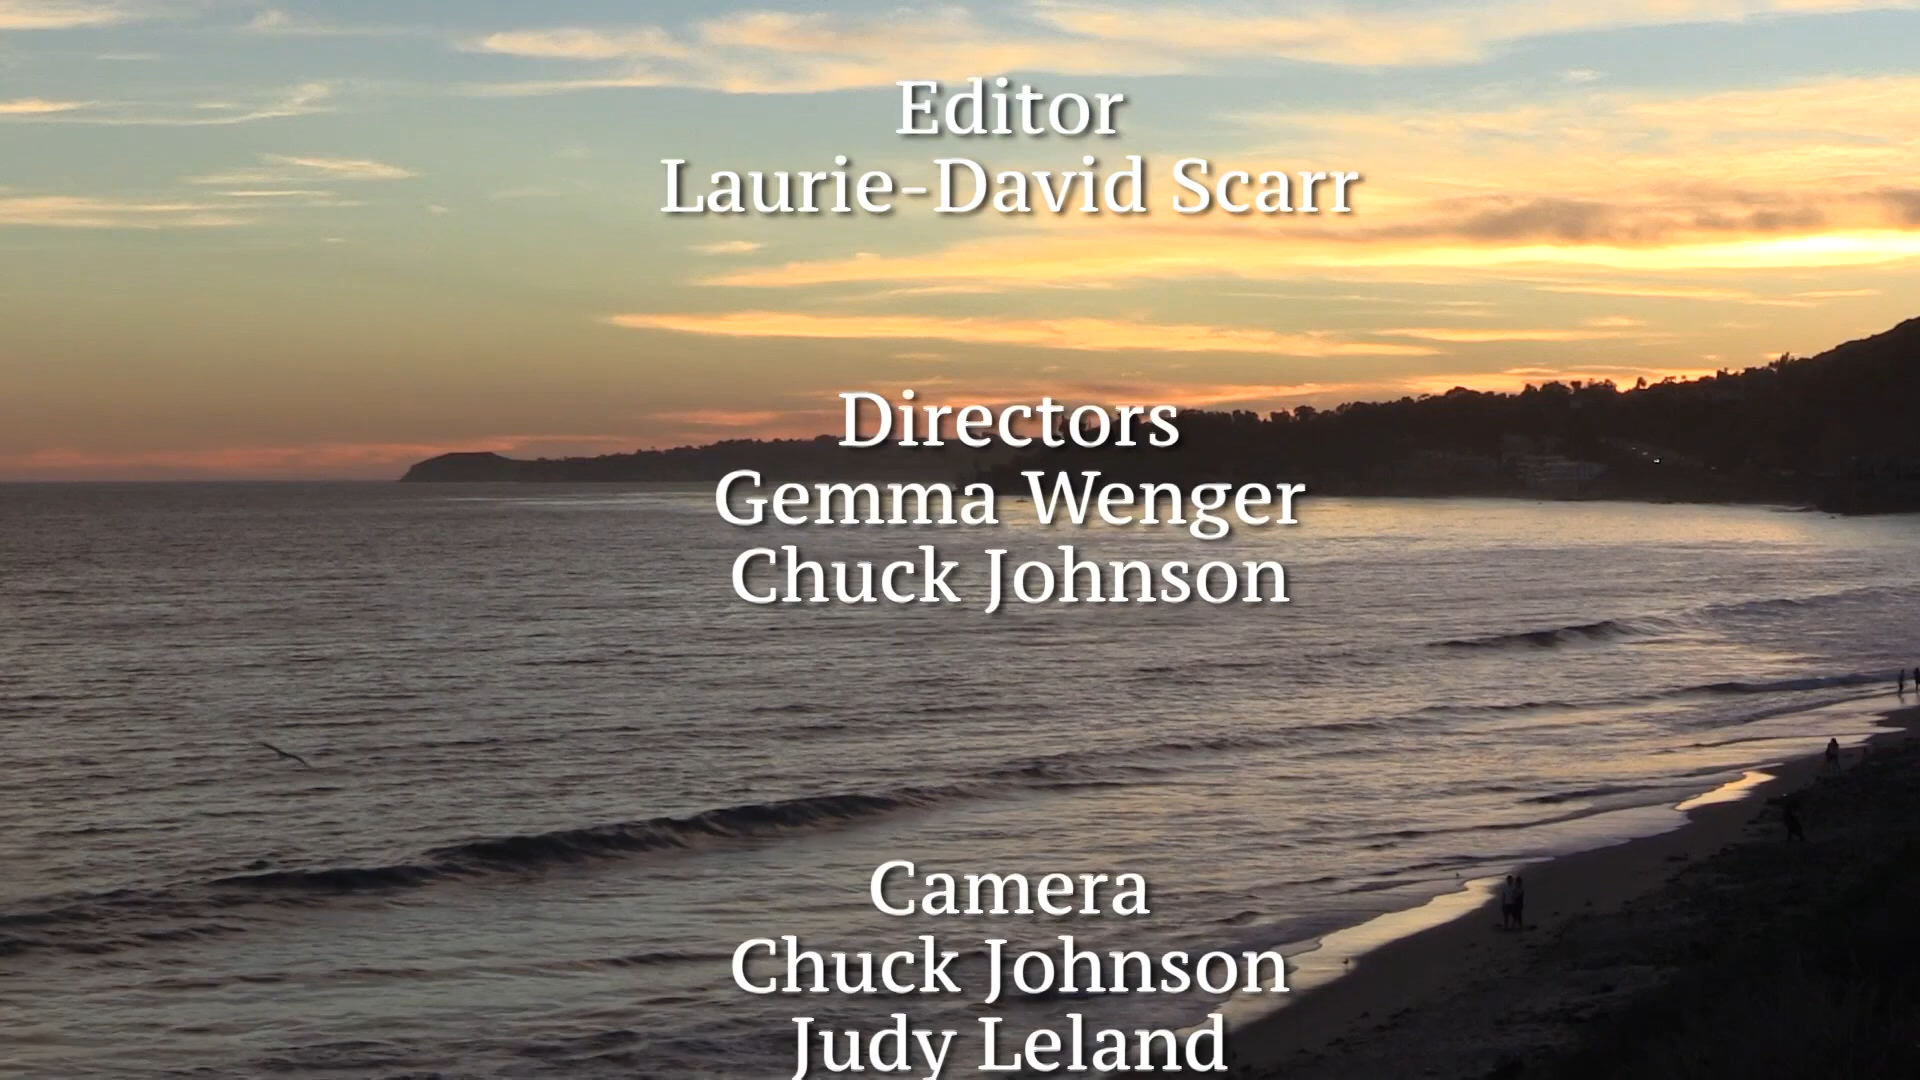 Editor
Laurie-David Scarr
Directors
Gemma Wenger
Chuck Johnson
Camera
Chuck Johnson
Judy Leland